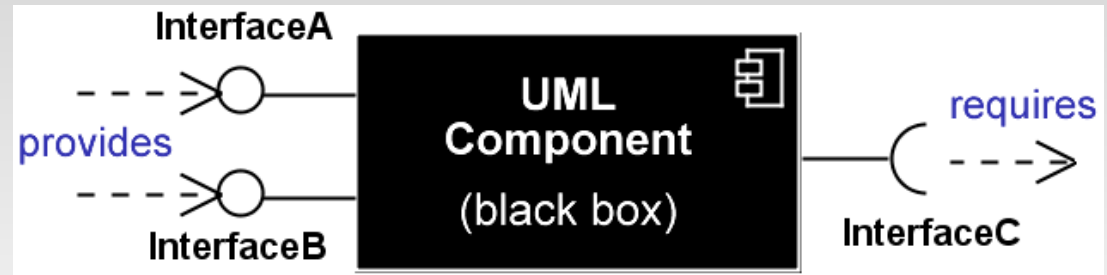 InterfaceA
provides
InterfaceB
UML
Component
(black box)
requires
InterfaceC